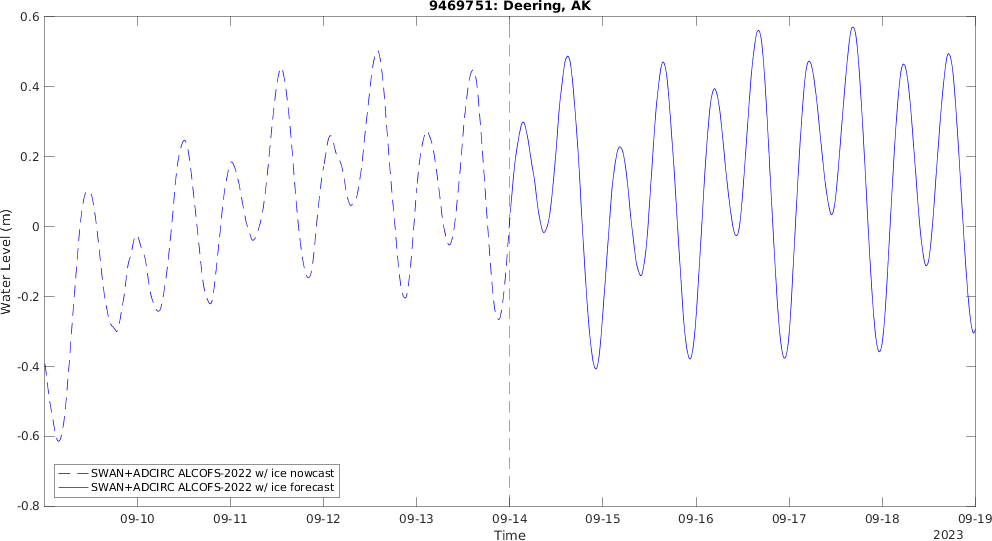 9469751: Deering, AK
Water Level (m)
0.6
0.4
0.2
0
-0.2
-0.4
-0.6
-0.8
SWAN+ADCIRC ALCOFS-2022 w/ ice nowcast
SWAN+ADCIRC ALCOFS-2022 w/ ice forecast
09-10 09-11 09-12 09-13 09-14 09-15 09-16 09-17 09-18 09-19
Time
2023